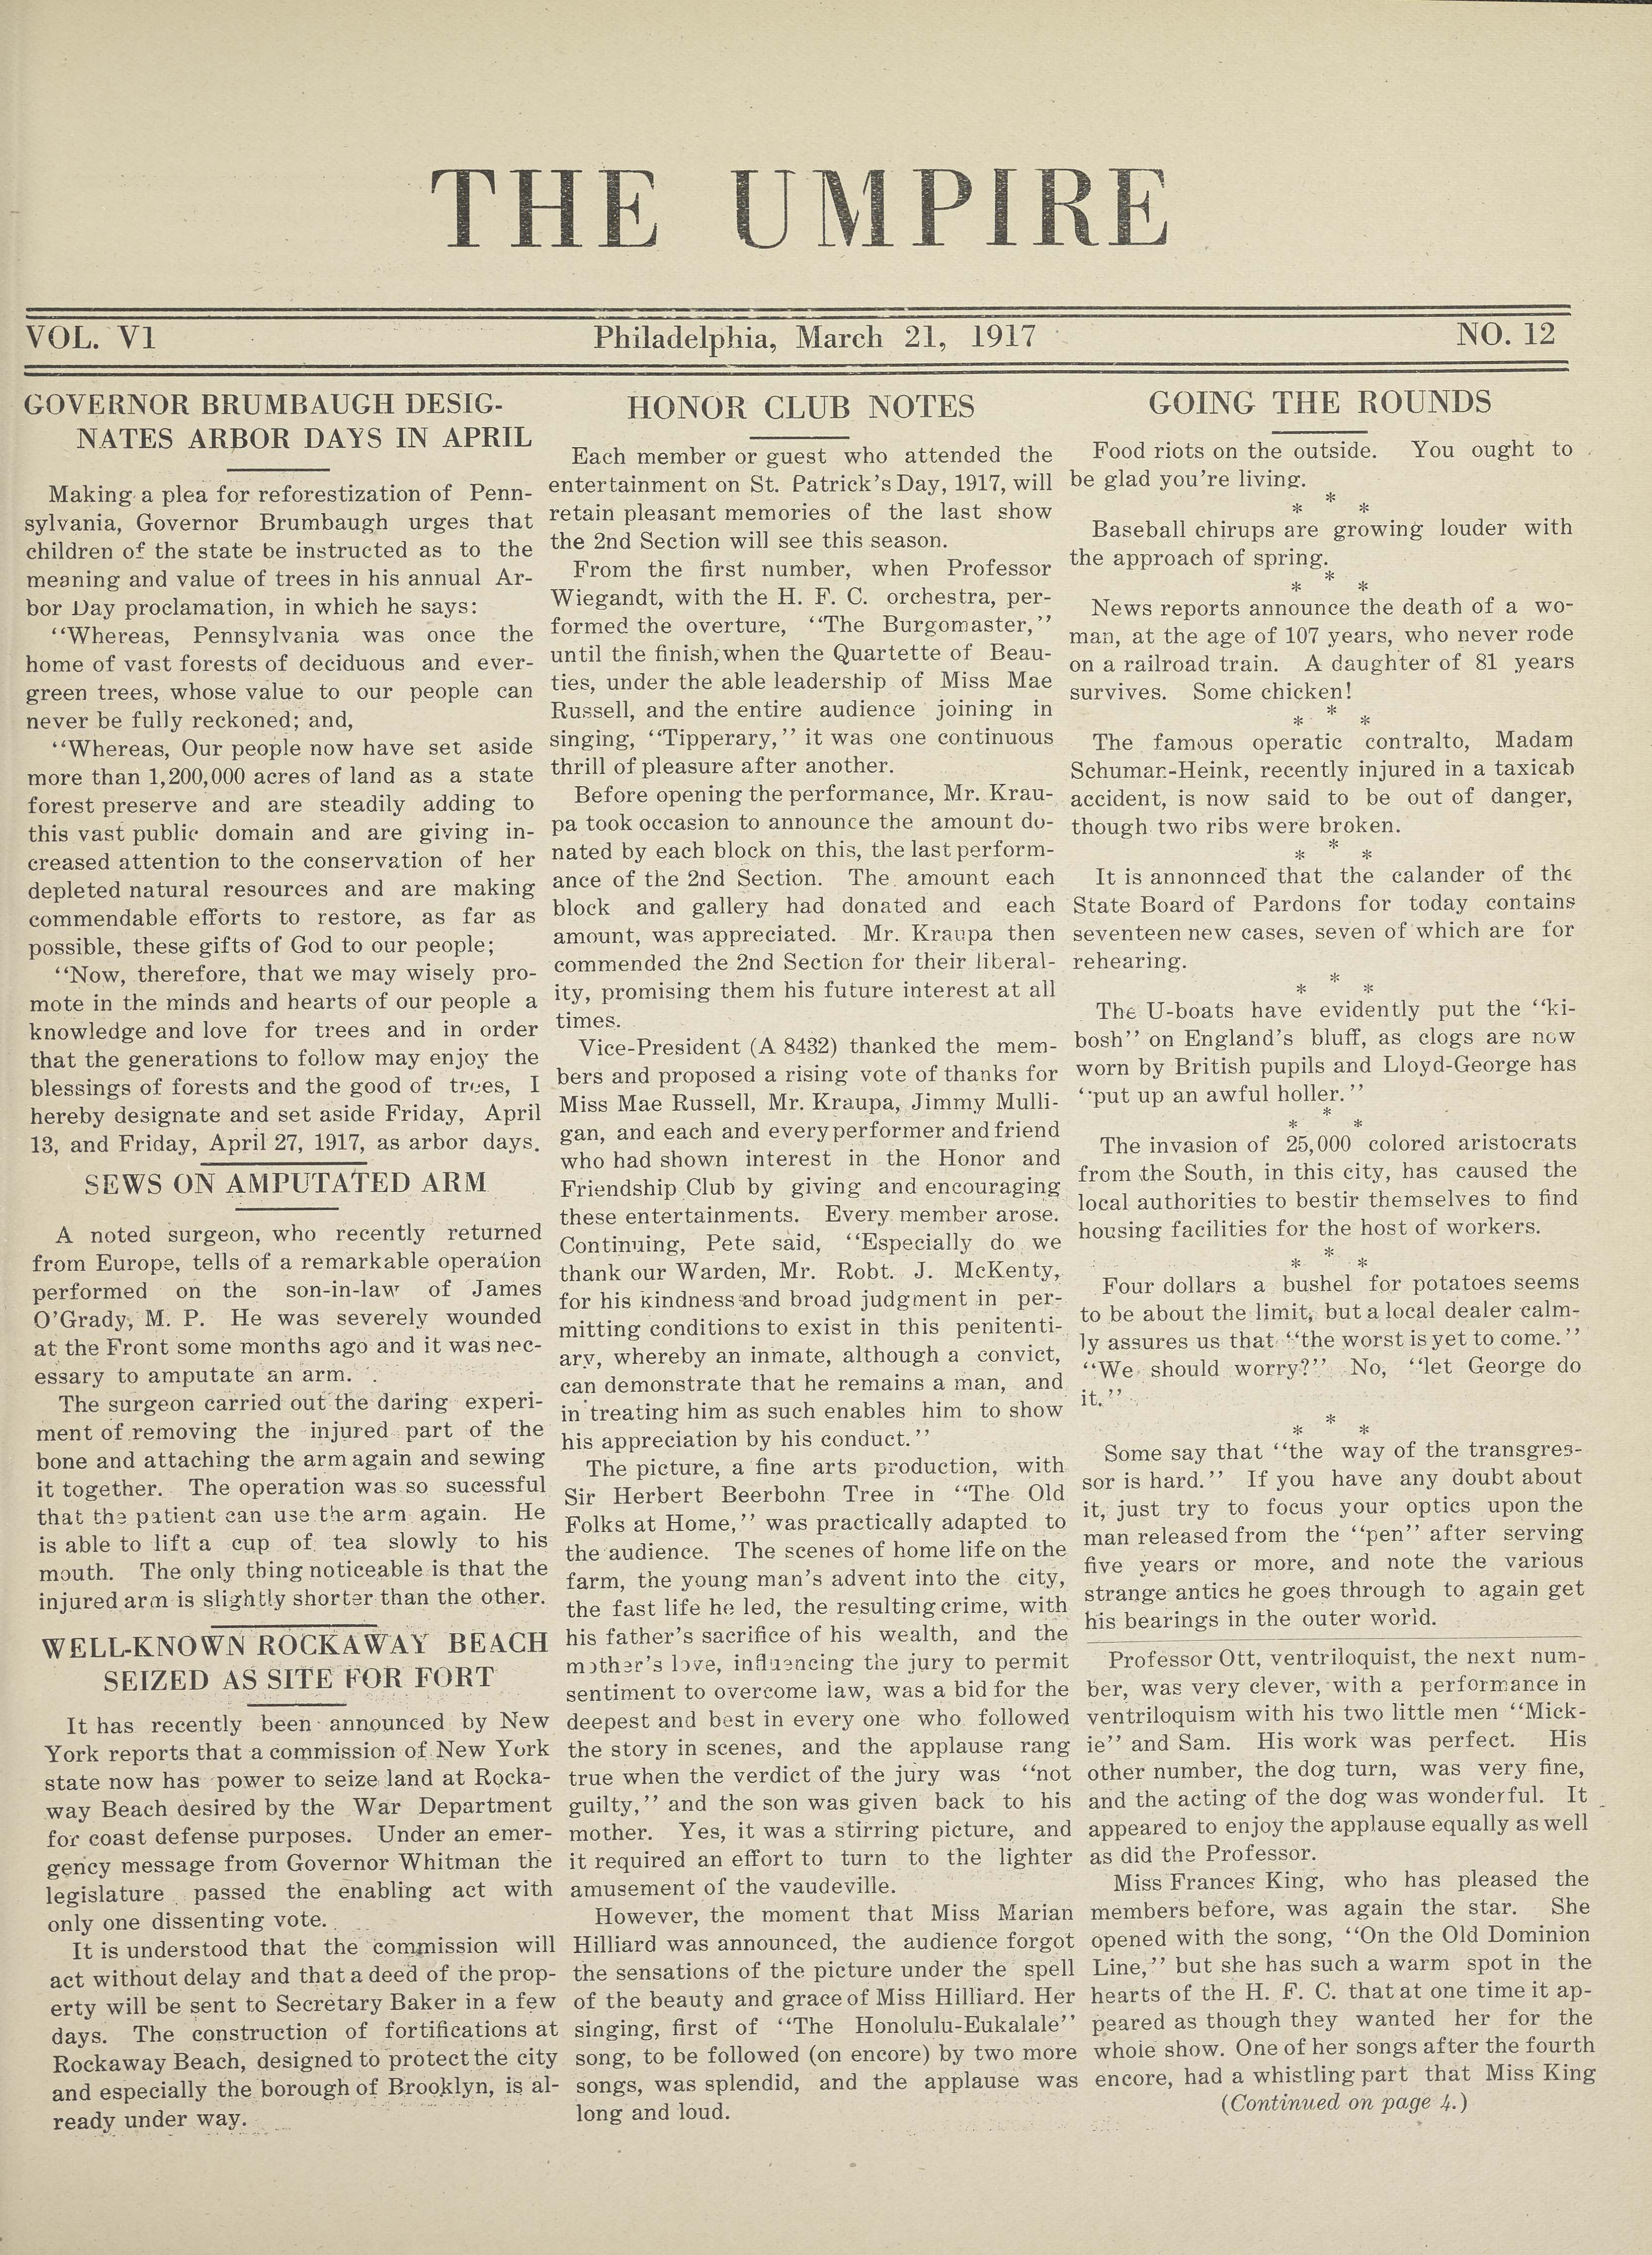 THE UMPIRE
VOL. V1
Philadelphia, March 21, 1917
NO. 12
GOVERNOR BRUMBAUGH DESIG-
NATES ARBOR DAYS IN APRIL
Making a plea for reforestization of Penn-
sylvania, Governor Brumbaugh urges that
children of the state be instructed as to the
meaning and value of trees in his annual Ar-
bor Day proclamation, in which he says:
"Whereas, Pennsylvania was once the
home of vast forests of deciduous and ever-
green trees, whose value to our people can
never be fully reckoned; and,
"Whereas, Our people now have set aside
more than 1,200,000 acres of land as a state
forest preserve and are steadily adding to
this vast public domain and are giving in-
creased attention to the conservation of her
depleted natural resources and are making
commendable efforts to restore, as far as
possible, these gifts of God to our people;
"Now, therefore, that we may wisely pro-
mote in the minds and hearts of our people a
knowledge and love for trees and in order
that the generations to follow may enjoy the
blessings of forests and the good of trees, I
hereby designate and set aside Friday, April
13, and Friday, April 27, 1917, as arbor days.
SEWS ON AMPUTATED ARM
A noted surgeon, who recently returned
from Europe, tells of a remarkable operation
performed on the son-in-law of James
O'Grady, M. P. He was severely wounded
at the Front some months ago and it was nec-
essary to amputate an arm.
The surgeon carried out the daring experi-
ment of removing the injured part of the
bone and attaching the arm again and sewing
it together. The operation was so sucessful
that the patient can use the arm again. He
is able to lift a cup of tea slowly to his
mouth. The only thing noticeable is that the
injured arm is slightly shorter than the other.
WELL-KNOWN ROCKAWAY BEACH
SEIZED AS SITE FOR FORT
It has recently been announced by New
York reports that a commission of New York
state now has power to seize land at Rocka-
way Beach desired by the War Department
for coast defense purposes. Under an emer-
gency message from Governor Whitman the
legislature passed the enabling act with
only one dissenting vote.
It is understood that the commission will
act without delay and that a deed of the prop-
erty will be sent to Secretary Baker in a few
days. The construction of fortifications at
Rockaway Beach, designed to protect the city
and especially the borough of Brooklyn, is al-
ready under way.
HONOR CLUB NOTES
Each member or guest who attended the
entertainment on St. Patrick's Day, 1917, will
retain pleasant memories of the last show
the 2nd Section will see this season.
From the first number, when Professor
Wiegandt, with the H. F. C. orchestra, per-
formed the overture, "The Burgomaster,"
until the finish, when the Quartette of Beau-
ties, under the able leadership of Miss Mae
Russell, and the entire audience joining in
singing, "Tipperary," it was one continuous
thrill of pleasure after another.
Before opening the performance, Mr. Krau-
pa took occasion to announce the amount do-
nated by each block on this, the last perform-
ance of the 2nd Section. The amount each
block and gallery had donated and each
amount, was appreciated. Mr. Kraupa then
commended the 2nd Section for their liberal-
ity, promising them his future interest at all
times.
Vice-President (A 8432) thanked the mem-
bers and proposed a rising vote of thanks for
Miss Mae Russell, Mr. Kraupa, Jimmy Mulli-
gan, and each and every performer and friend
who had shown interest in the Honor and
Friendship Club by giving and encouraging
these entertainments. Every member arose.
Continuing, Pete said, "Especially do we
thank our Warden, Mr. Robt. J. McKenty,
for his kindness and broad judgment in per-
mitting conditions to exist in this penitenti-
ary, whereby an inmate, although a convict,
can demonstrate that he remains a man, and
in treating him as such enables him to show
his appreciation by his conduct."
The picture, a fine arts production, with
Sir Herbert Beerbohn Tree in "The Old
Folks at Home," was practically adapted to
the audience. The scenes of home life on the
farm, the young man's advent into the city,
the fast life he led, the resulting crime, with
his father's sacrifice of his wealth, and the
mother's love, influencing the jury to permit
sentiment to overcome law, was a bid for the
deepest and best in every one who followed
the story in scenes, and the applause rang
true when the verdict of the jury was "not
guilty," and the son was given back to his
mother. Yes, it was a stirring picture, and
it required an effort to turn to the lighter
amusement of the vaudeville.
However, the moment that Miss Marian
Hilliard was announced, the audience forgot
the sensations of the picture under the spell
of the beauty and grace of Miss Hilliard. Her
singing, first of "The Honolulu-Eukalale"
song, to be followed (on encore) by two more
songs, was splendid, and the applause was
long and loud.
GOING THE ROUNDS
Food riots on the outside. You ought to
be glad you're living.
* * *
Baseball chirups are growing louder with
the approach of spring.
* * *
News reports announce the death of a wo-
man, at the age of 107 years, who never rode
on a railroad train. A daughter of 81 years
survives. Some chicken!
* * *
The famous operatic contralto, Madam
Schuman-Heink, recently injured in a taxicab
accident, is now said to be out of danger,
though two ribs were broken.
* * *
It is annonnced that the calander of the
State Board of Pardons for today contains
seventeen new cases, seven of which are for
rehearing.
* * *
The U-boats have evidently put the "ki-
bosh" on England's bluff, as clogs are now
worn by British pupils and Lloyd-George has
"put up an awful holler."
* * *
The invasion of 25,000 colored aristocrats
from the South, in this city, has caused the
local authorities to bestir themselves to find
housing facilities for the host of workers.
* * *
Four dollars a bushel for potatoes seems
to be about the limit, but a local dealer calm-
ly assures us that "the worst is yet to come."
"We should worry?" No, "let George do
it."
* * *
Some say that "the way of the transgres-
sor is hard." If you have any doubt about
it, just try to focus your optics upon the
man released from the "pen" after serving
five years or more, and note the various
strange antics he goes through to again get
his bearings in the outer world.
Professor Ott, ventriloquist, the next num-
ber, was very clever, with a performance in
ventriloquism with his two little men "Mick-
ie" and Sam. His work was perfect. His
other number, the dog turn, was very fine,
and the acting of the dog was wonderful. It
appeared to enjoy the applause equally as well
as did the Professor.
Miss Frances King, who has pleased the
members before, was again the star. She
opened with the song, "On the Old Dominion
Line," but she has such a warm spot in the
hearts of the H. F. C. that at one time it ap-
peared as though they wanted her for the
whole show. One of her songs after the fourth
encore, had a whistling part that Miss King
(Continued on page 4.)